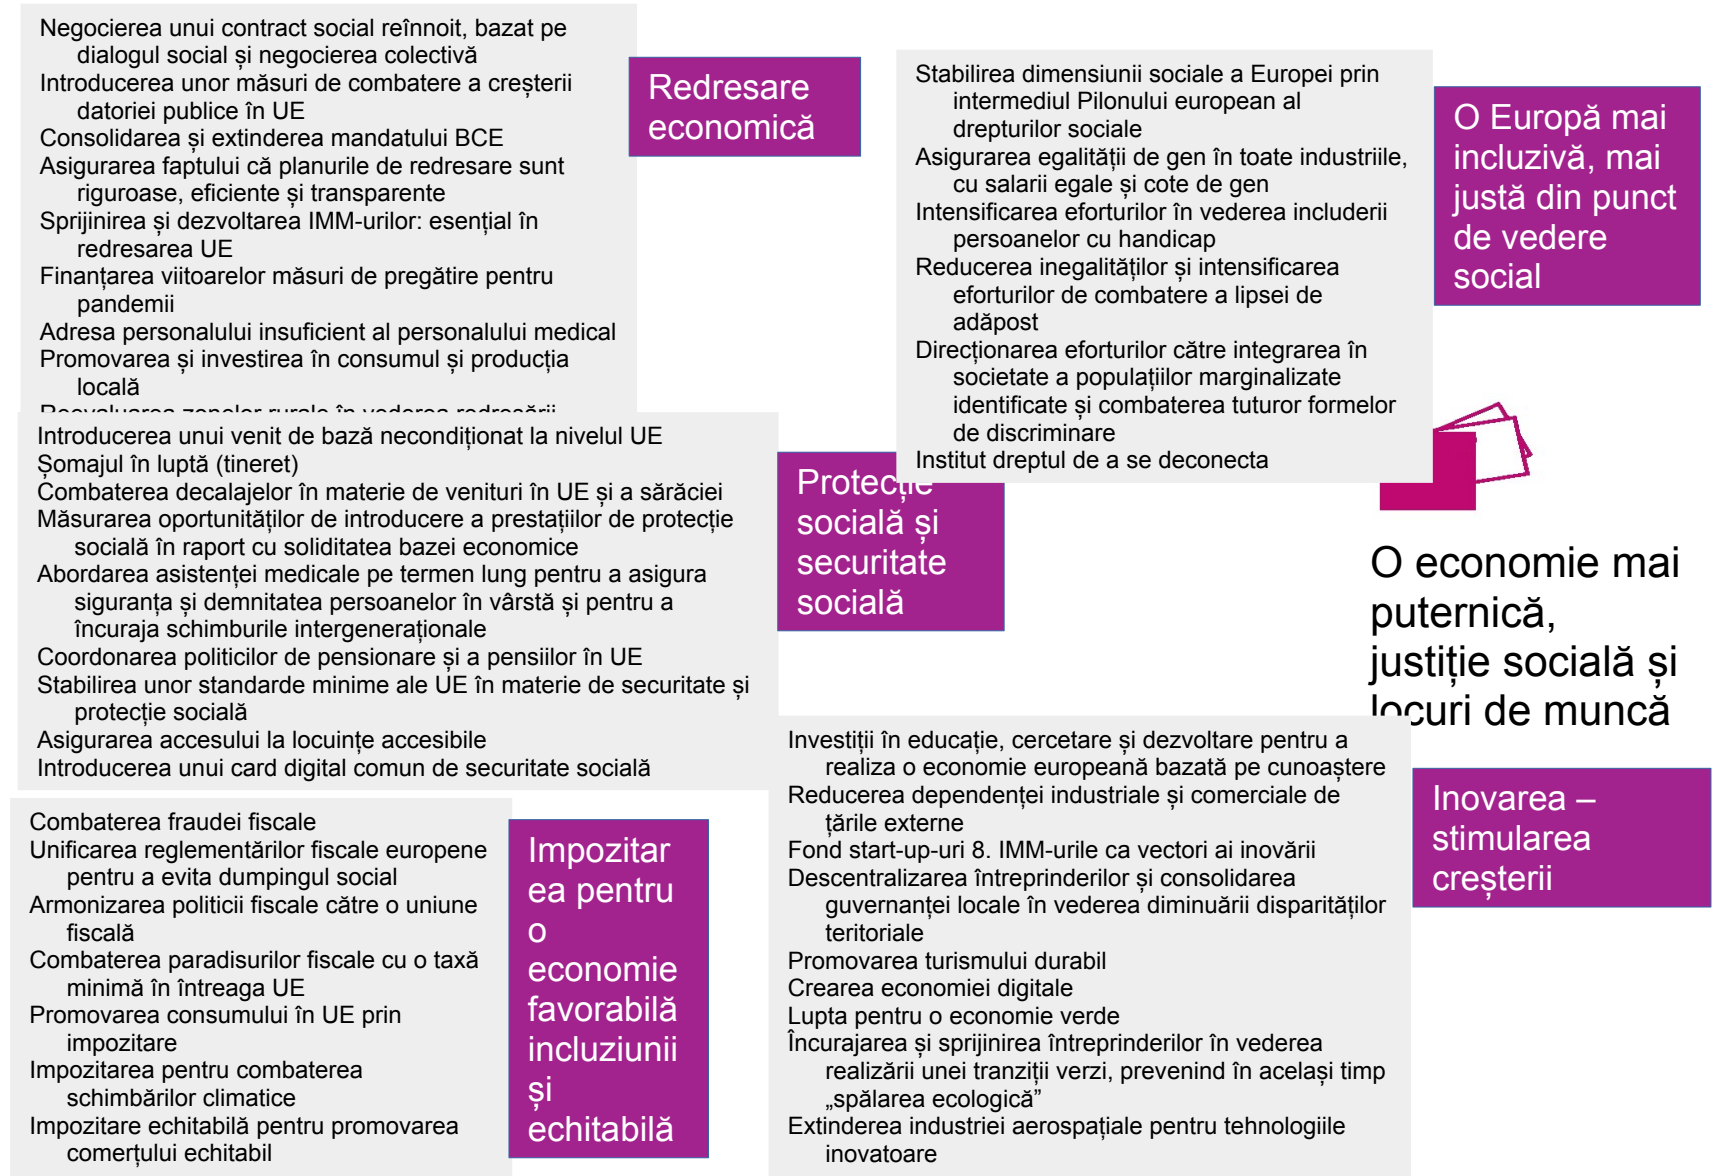 Negocierea unui contract social reînnoit, bazat pe
dialogul social și negocierea colectivă
Introducerea unor măsuri de combatere a creșterii
datoriei publice în UE
Consolidarea și extinderea mandatului BCE
Asigurarea faptului că planurile de redresare sunt
riguroase, eficiente și transparente
Sprijinirea și dezvoltarea IMM-urilor: esențial în
redresarea UE
Finanțarea viitoarelor măsuri de pregătire pentru
pandemii
Adresa personalului insuficient al personalului medical
Promovarea și investirea în consumul și producția
locală
Reevaluarea zonelor rurale în vederea redresării
Redresare
economică
Stabilirea dimensiunii sociale a Europei prin
intermediul Pilonului european al
drepturilor sociale
Asigurarea egalității de gen în toate industriile,
cu salarii egale și cote de gen
Intensificarea eforturilor în vederea includerii
persoanelor cu handicap
Reducerea inegalităților și intensificarea
eforturilor de combatere a lipsei de
adăpost
Direcționarea eforturilor către integrarea în
societate a populațiilor marginalizate
identificate și combaterea tuturor formelor
de discriminare
Institut dreptul de a se deconecta
O Europă mai
incluzivă, mai
justă din punct
de vedere
social
Introducerea unui venit de bază necondiționat la nivelul UE
Șomajul în luptă (tineret)
Combaterea decalajelor în materie de venituri în UE și a sărăciei
Măsurarea oportunităților de introducere a prestațiilor de protecție
socială în raport cu soliditatea bazei economice
Abordarea asistenței medicale pe termen lung pentru a asigura
siguranța și demnitatea persoanelor în vârstă și pentru a
încuraja schimburile intergeneraționale
Coordonarea politicilor de pensionare și a pensiilor în UE
Stabilirea unor standarde minime ale UE în materie de securitate și
protecție socială
Asigurarea accesului la locuințe accesibile
Introducerea unui card digital comun de securitate socială
Protecție
socială și
securitate
socială
O economie mai
puternică,
justiție socială și
locuri de muncă
Combaterea fraudei fiscale
Unificarea reglementărilor fiscale europene
pentru a evita dumpingul social
Armonizarea politicii fiscale către o uniune
fiscală
Combaterea paradisurilor fiscale cu o taxă
minimă în întreaga UE
Promovarea consumului în UE prin
impozitare
Impozitarea pentru combaterea
schimbărilor climatice
Impozitare echitabilă pentru promovarea
comerțului echitabil
Impozitar
ea pentru
o
economie
favorabilă
incluziunii
și
echitabilă
Investiții în educație, cercetare și dezvoltare pentru a
realiza o economie europeană bazată pe cunoaștere
Reducerea dependenței industriale și comerciale de
țările externe
Fond start-up-uri 8. IMM-urile ca vectori ai inovării
Descentralizarea întreprinderilor și consolidarea
guvernanței locale în vederea diminuării disparităților
teritoriale
Promovarea turismului durabil
Crearea economiei digitale
Lupta pentru o economie verde
Încurajarea și sprijinirea întreprinderilor în vederea
realizării unei tranziții verzi, prevenind în același timp
„spălarea ecologică”
Extinderea industriei aerospațiale pentru tehnologiile
inovatoare
Inovarea –
stimularea
creșterii